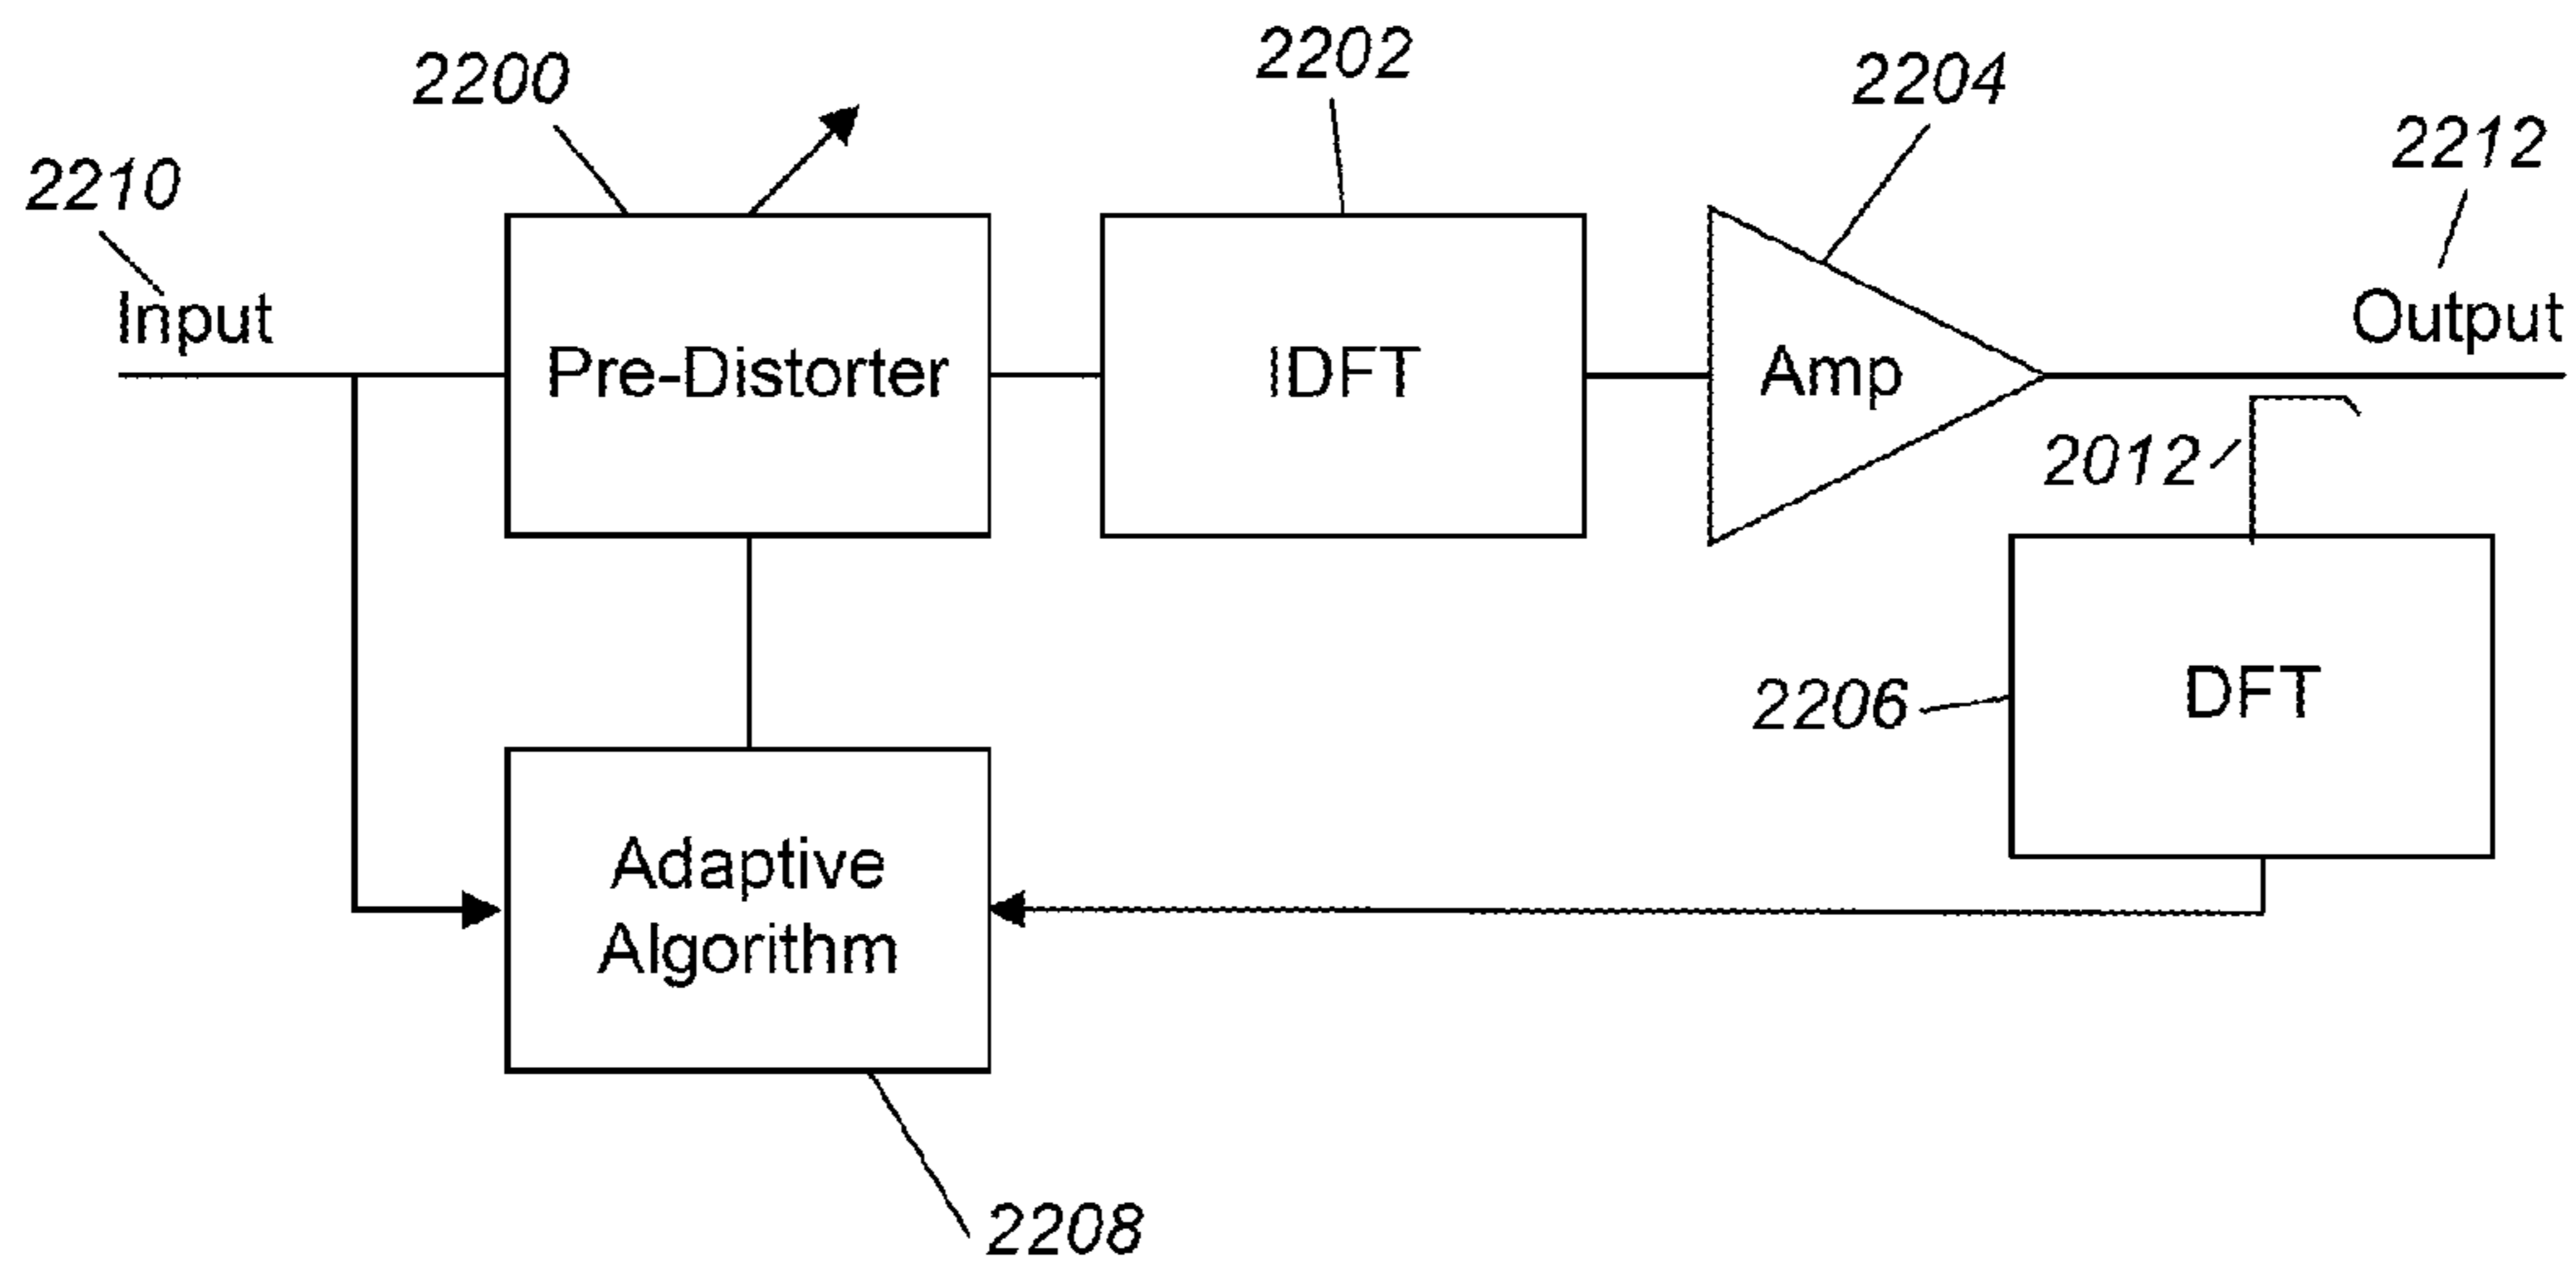 2200
2202
2204
2212
2210
Input
Output
Pre-Distorter
IDFT
Amp
2012
DFT
2206
Adaptive
Algorithm
2208